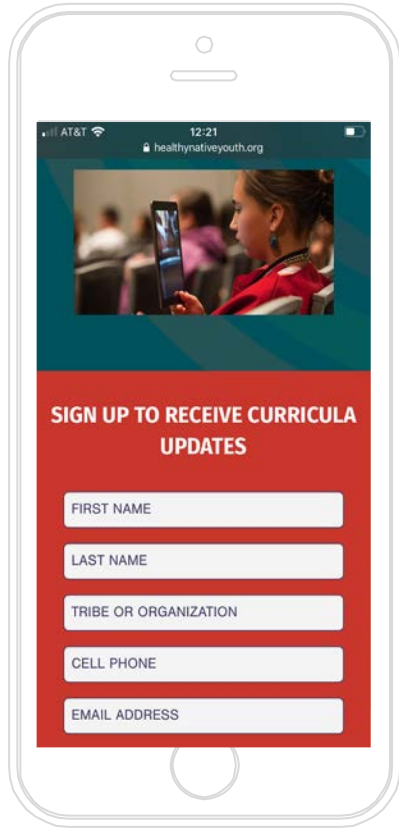 AT&T 12:21
healthynativeyouth.org
SIGN UP TO RECEIVE CURRICULA
UPDATES
FIRST NAME
LAST NAME
TRIBE OR ORGANIZATION
CELL PHONE
EMAIL ADDRESS